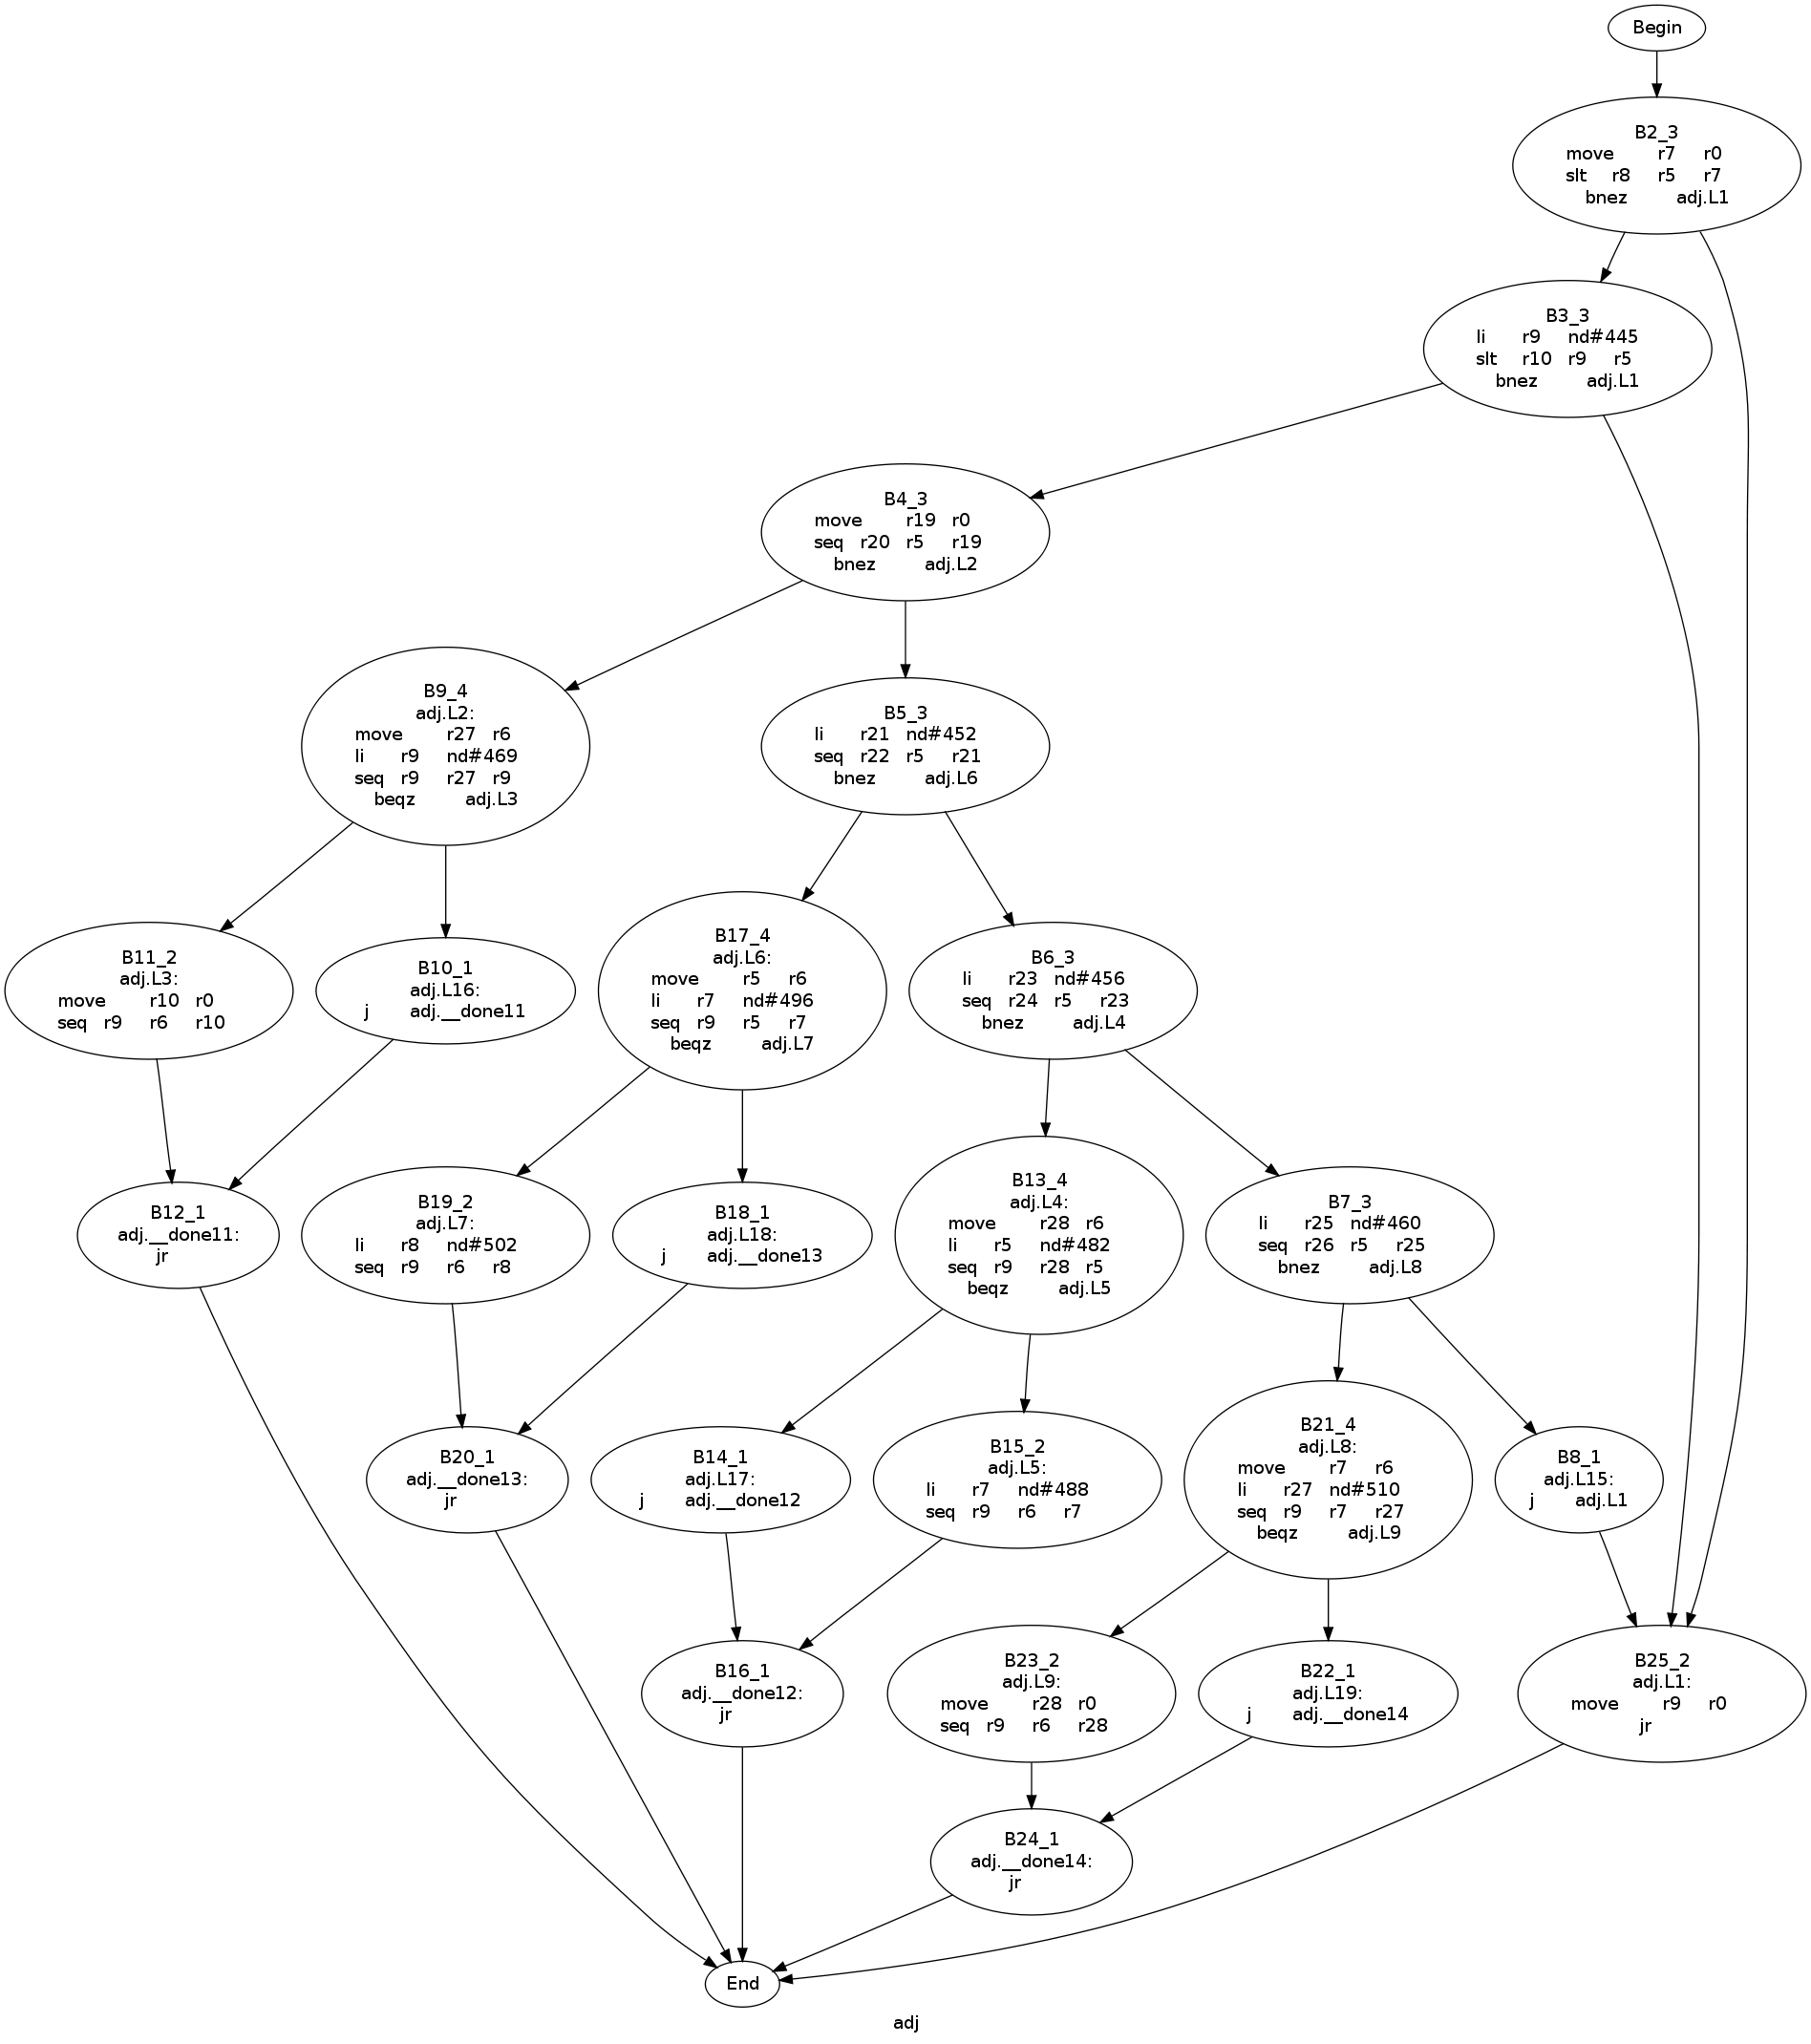 Begin
B2_3
move r7 r0
slt r8 r5 r7
bnez adj.L1
B3_3
li r9 nd#445
slt r10 r9 r5
bnez adj.L1
B4_3
move r19 r0
seq r20 r5 r19
bnez adj.L2
B9_4
adj.L2:
move r27 r6
li r9 nd#469
seq r9 r27 r9
beqz adj.L3
B5_3
li r21 nd#452
seq r22 r5 r21
bnez adj.L6
B11_2
adj.L3:
move r10 r0
seq r9 r6 r10
B10_1
adj.L16:
j adj.__done11
B17_4
adj.L6:
move r5 r6
li r7 nd#496
seq r9 r5 r7
beqz adj.L7
B6_3
li r23 nd#456
seq r24 r5 r23
bnez adj.L4
B12_1
adj.__done11:
jr
B19_2
adj.L7:
li r8 nd#502
seq r9 r6 r8
B18_1
adj.L18:
j adj.__done13
B13_4
adj.L4:
move r28 r6
li r5 nd#482
seq r9 r28 r5
beqz adj.L5
B7_3
li r25 nd#460
seq r26 r5 r25
bnez adj.L8
B20_1
adj.__done13:
jr
B14_1
adj.L17:
j adj.__done12
B15_2
adj.L5:
li r7 nd#488
seq r9 r6 r7
B21_4
adj.L8:
move r7 r6
li r27 nd#510
seq r9 r7 r27
beqz adj.L9
B8_1
adj.L15:
j adj.L1
B16_1
adj.__done12:
jr
B23_2
adj.L9:
move r28 r0
seq r9 r6 r28
B22_1
adj.L19:
j adj.__done14
B25_2
adj.L1:
move r9 r0
jr
B24_1
adj.__done14:
jr
End
adj